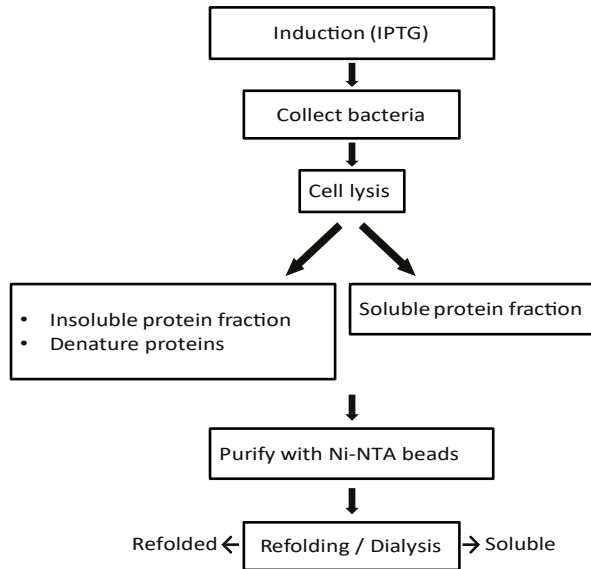 Induction (IPTG)
Collect bacteria
Cell lysis
• Insoluble protein fraction
• Denature proteins
Soluble protein fraction
Purify with Ni-NTA beads
Refolded
Refolding / Dialysis
Soluble